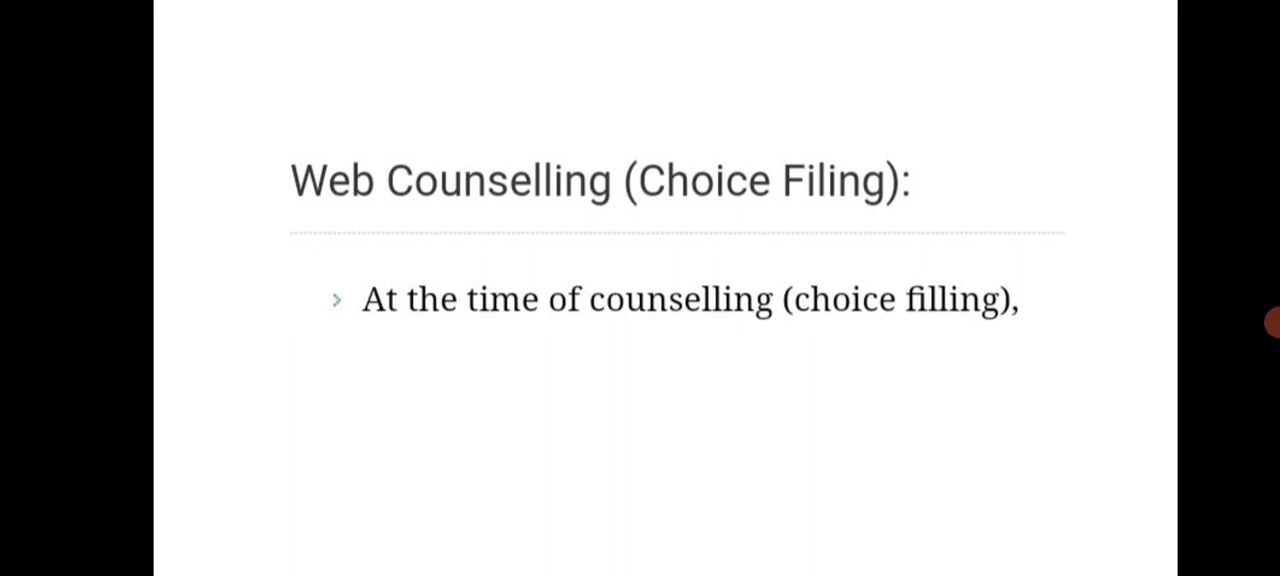 Web Counselling (Choice Filing):
› At the time of counselling (choice filling),